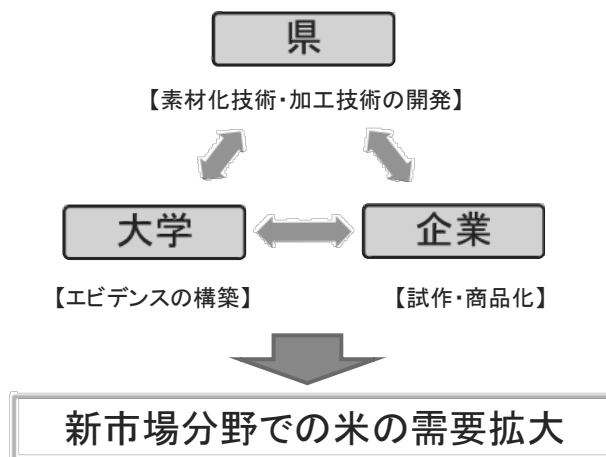 県
【素材化技術・加工技術の開発】
大学
企業
【エビデンスの構築】
【試作・商品化】
新市場分野での米の需要拡大